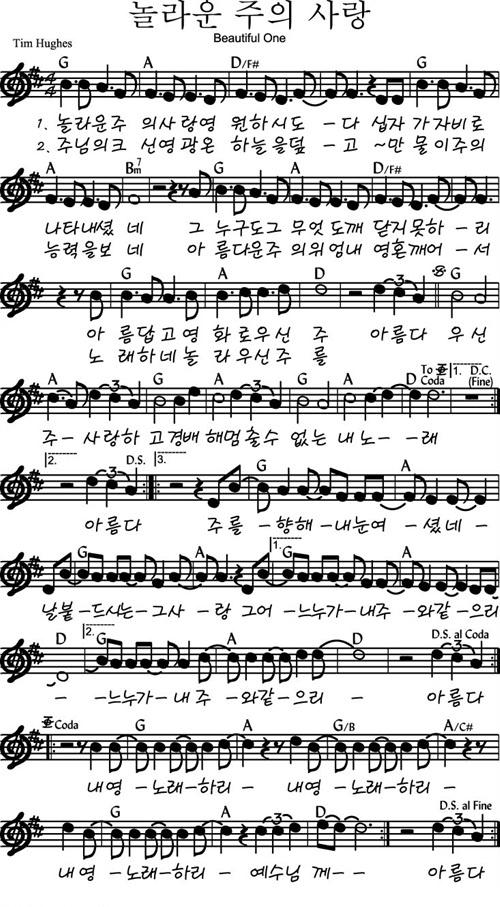 놀라운 주의 사랑
Beautiful One
Tim Hughes
G A D/F# G A D/F# G
1. 놀라운주 의사랑영 원하시도 - 다 십자 가자비로
2. 주님의크 신영광온 하늘을덮 - 고 ~만 물이주의
A Bm7 G A D/F#
나타내셨 네 그 누구도그 무엇도깨 닫지못하 - 리
능력을보 네 아 름다운주 의위엄내 영혼깨어 - 서
G A D G
아 름답고영 화로우신 주 아름다 우신
노 래하네놀 라우신주 를
A G A G A D To Coda 1. D.C. (Fine)
주- 사랑하 고경배 해멈출수 없는 내노- -래
2. D.S. 3. G A
아름다 주를 -향해 -내눈여 -셨네-
G A 1. G A
날붙 -드시는-그사- 랑 그어 -느누가-내주 -와같-으리
D 2. G A D D.S. al Coda
- -느누가-내주 -와같-으리 - 아름다
Coda G A G/B A/C#
내영 -노래-하리- 내영 -노래-하리-
G A D D.S. al Fine
내영 -노래-하리- 예수님 께-- 아름다